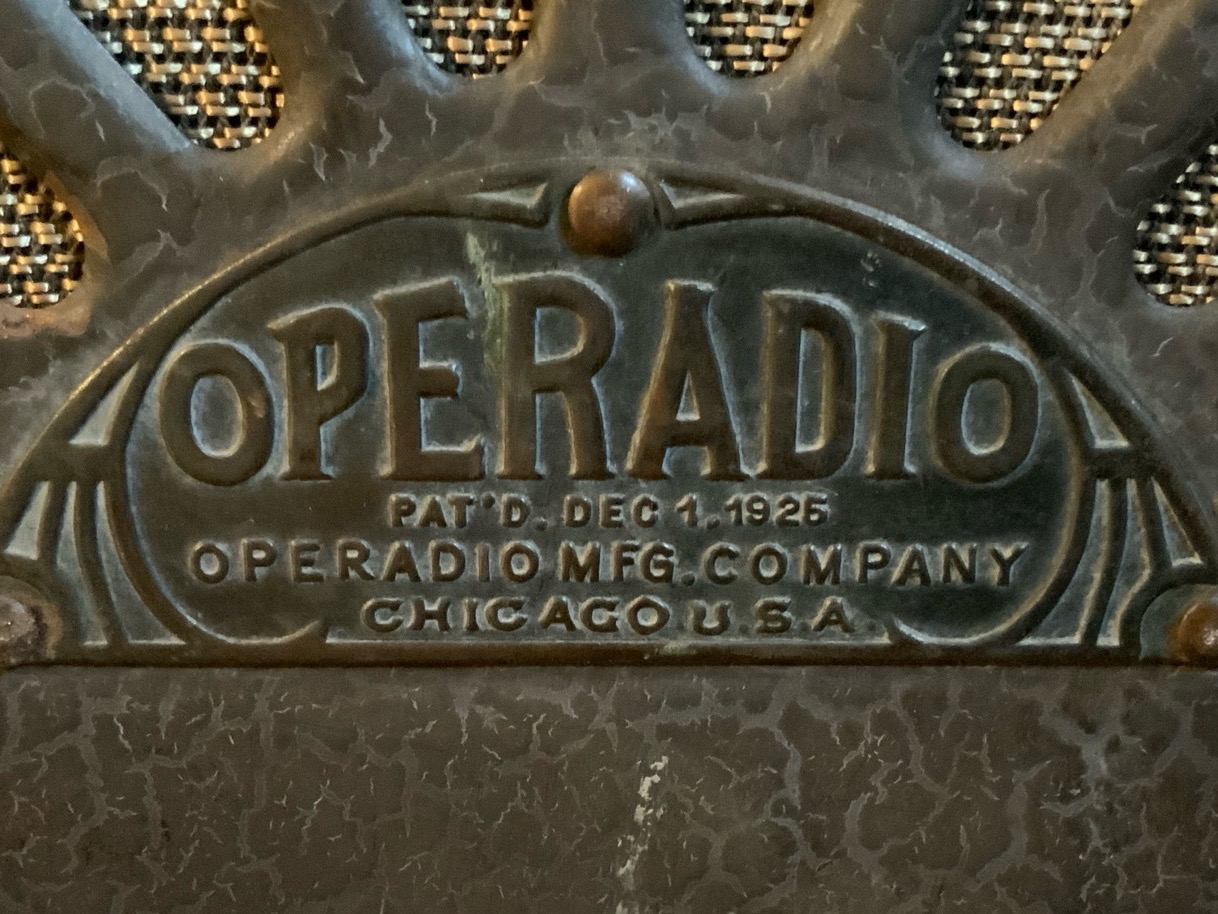 OPERADIO
PAT'D. DEC 1.1925
OPERADIO MFG. COMPANY
CHICAGO U.S.A.